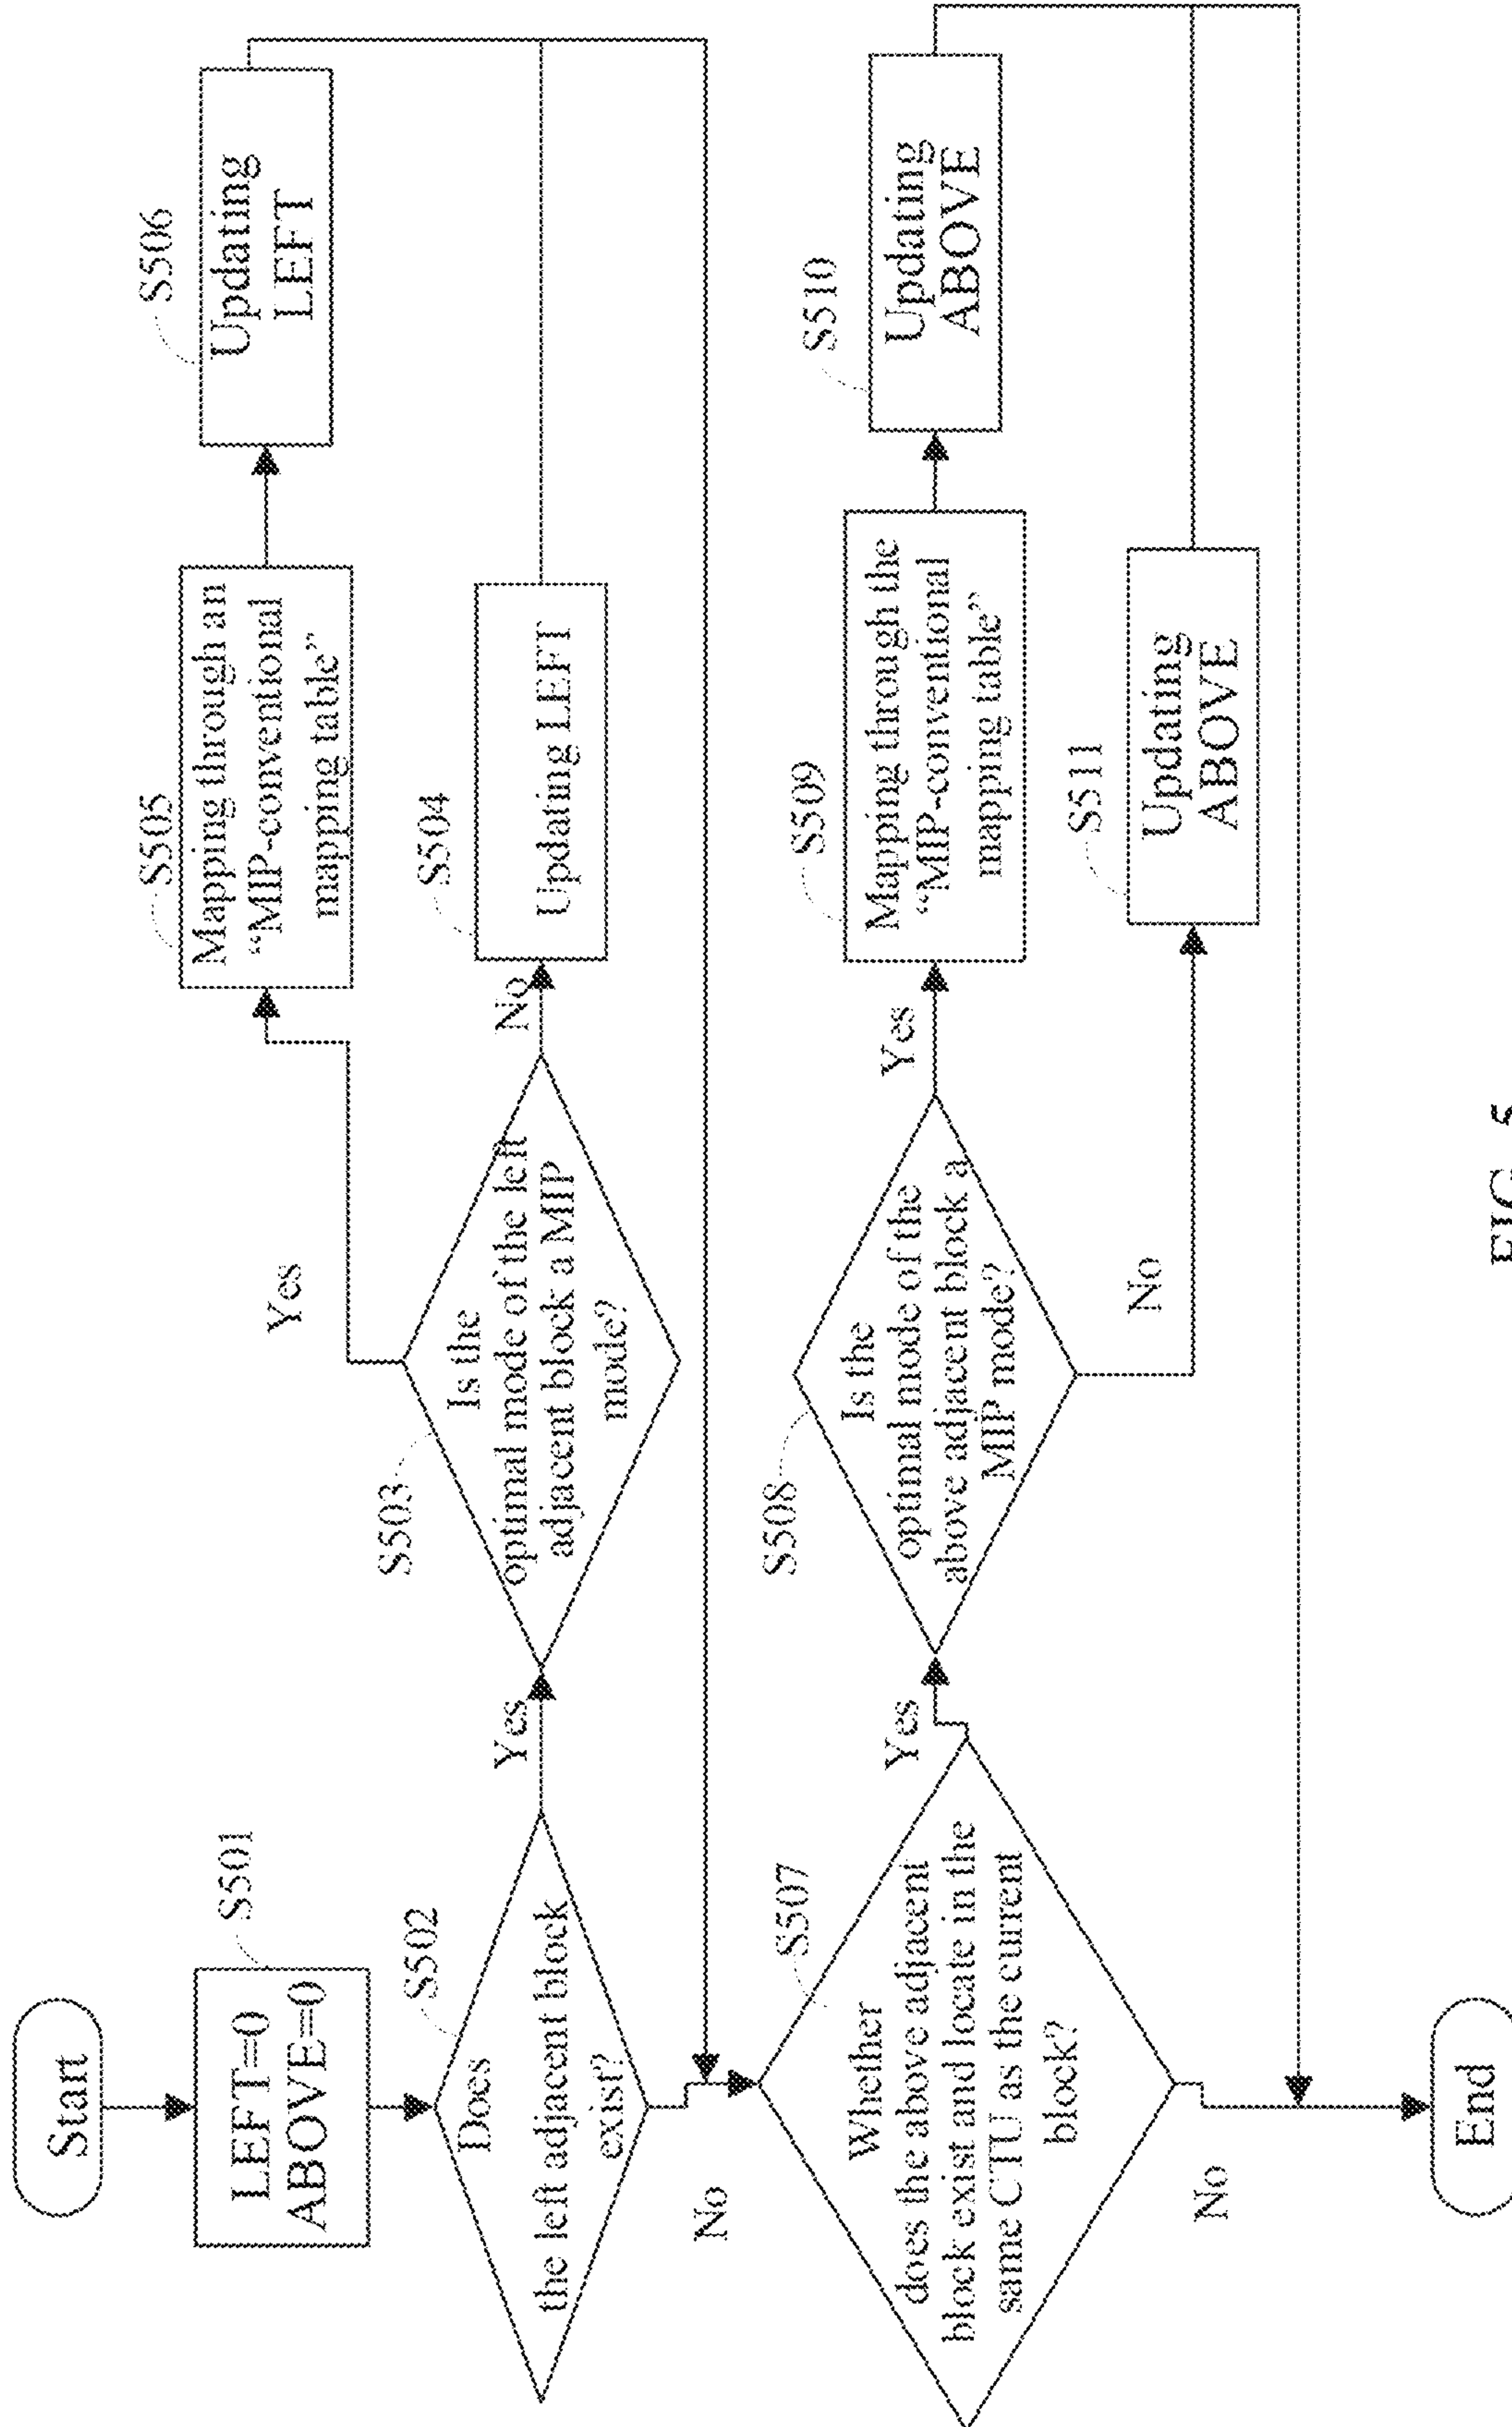 Start
S501
LEFT=0
ABOVE=0
S502
Does
the left adjacent block
exist?
Yes
No
S503
Is the
optimal mode of the left
adjacent block a MIP
mode?
Yes
No
S505
Mapping through an
“MIP-conventional
mapping table”
S506
Updating
LEFT
S504
Updating LEFT
S507
Whether
does the above adjacent
block exist and locate in the
same CTU as the current
block?
Yes
No
S508
Is the
optimal mode of the
above adjacent block a
MIP mode?
Yes
No
S509
Mapping through the
“MIP-conventional
mapping table”
S510
Updating
ABOVE
S511
Updating
ABOVE
End
FIG. 5